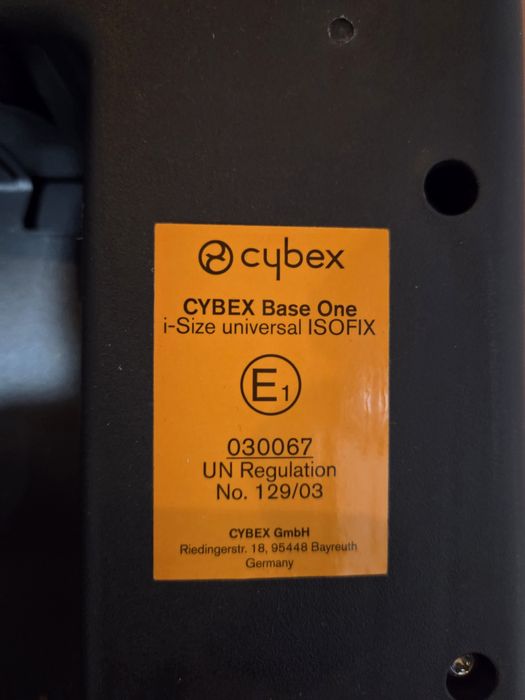 cybex
CYBEX Base One
i-Size universal ISOFIX
E1
030067
UN Regulation
No. 129/03
CYBEX GmbH
Riedingerstr. 18, 95448 Bayreuth
Germany